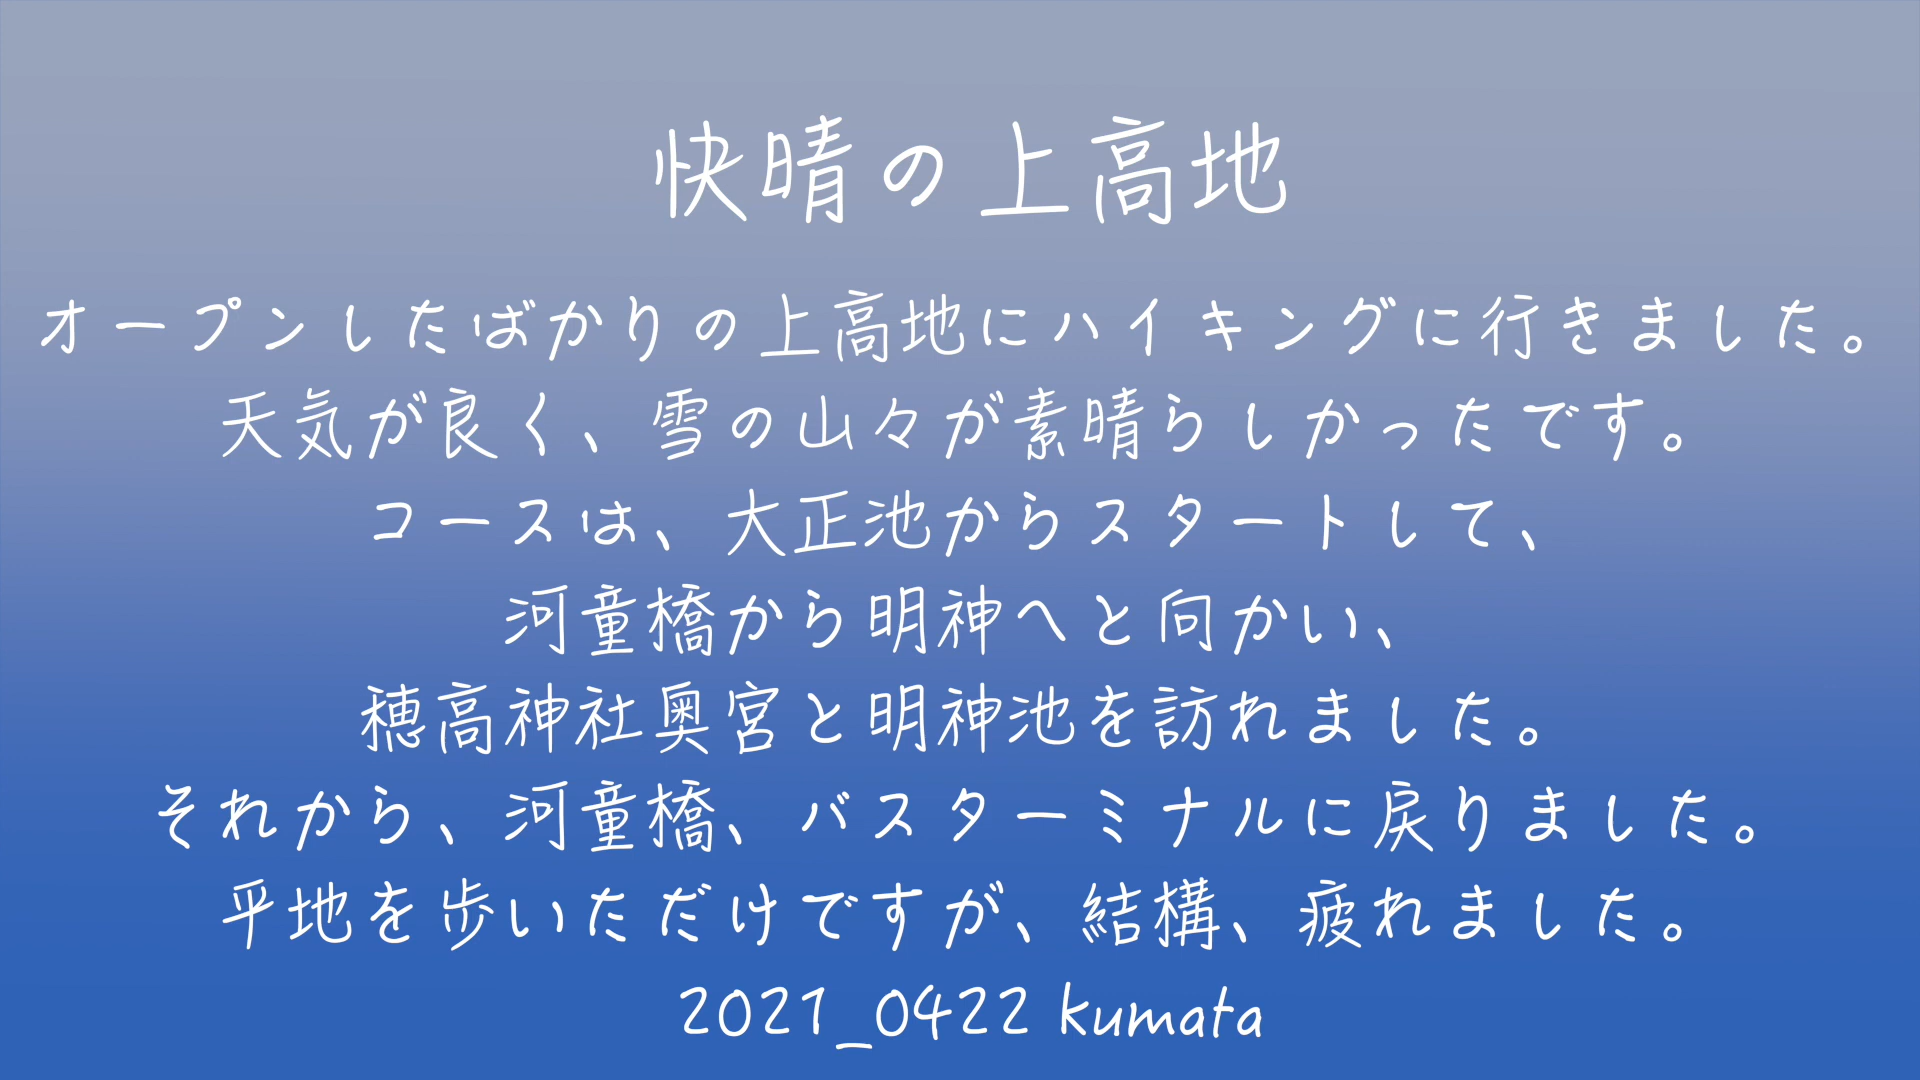 快晴の上高地
オープンしたばかりの上高地にハイキングに行きました。
天気が良く、雪の山々が素晴らしかったです。
コースは、大正池からスタートして、
河童橋から明神へと向かい、
穂高神社奥宮と明神池を訪れました。
それから、河童橋、バスターミナルに戻りました。
平地を歩いただけですが、結構、疲れました。
2021_0422 kumata